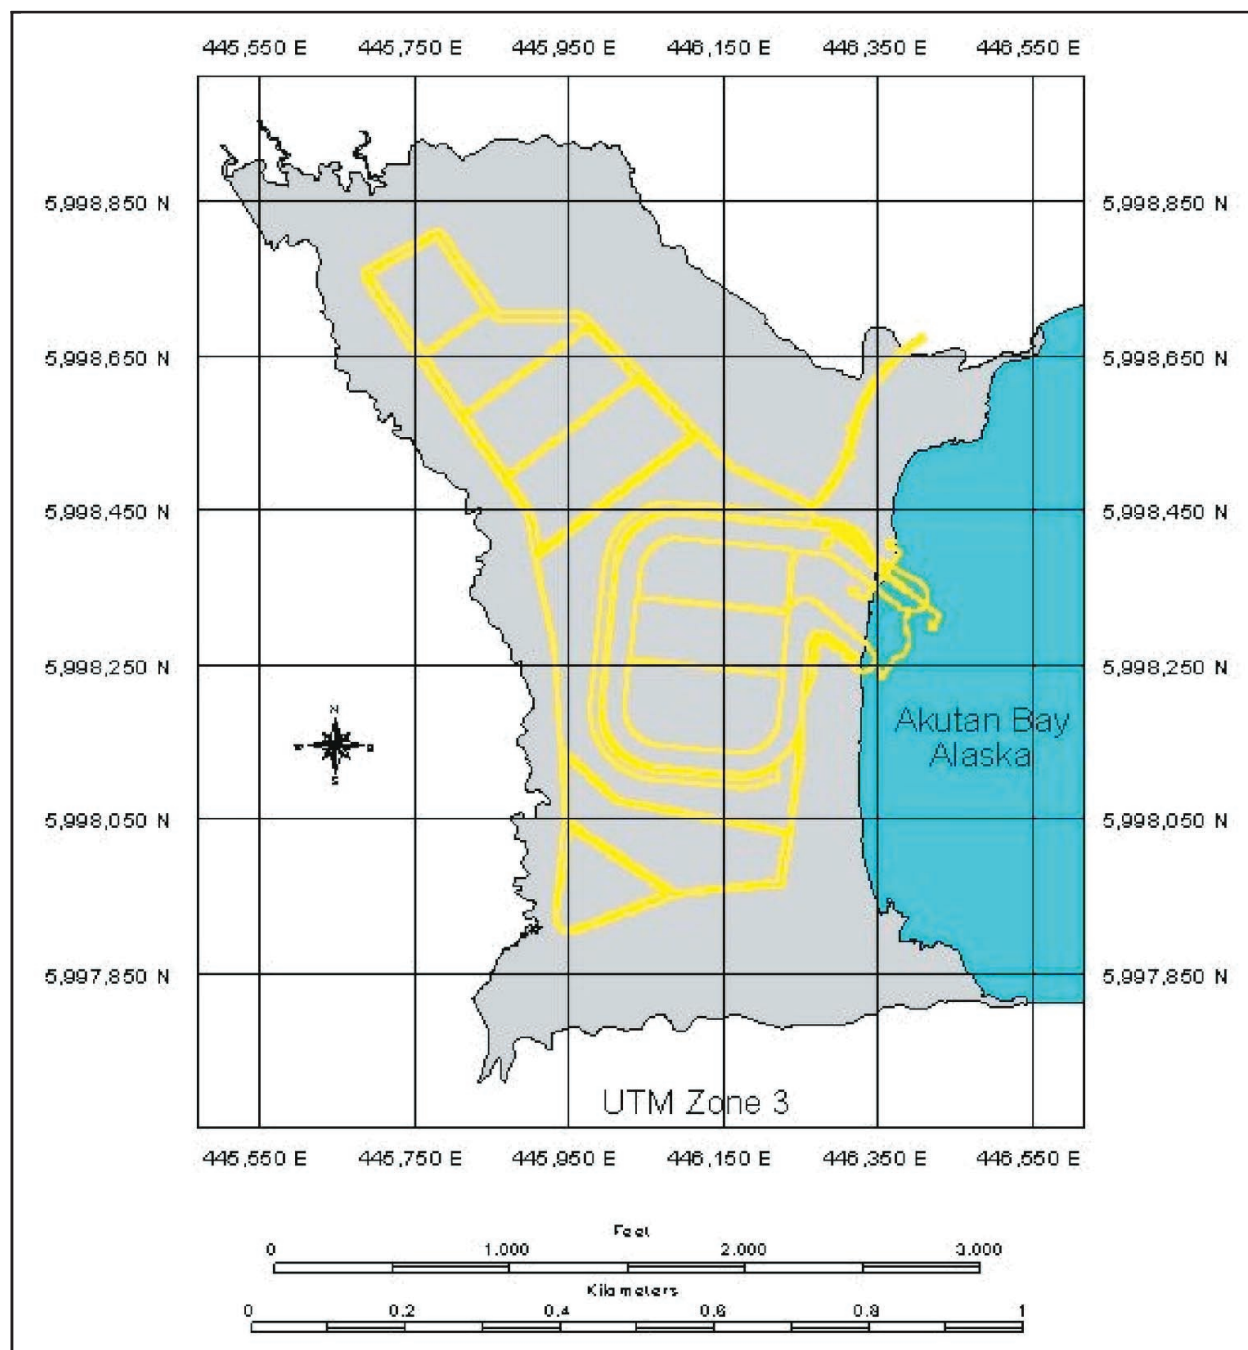 445,550 E 445,750 E 445,950 E 446,150 E 446,350 E 446,550 E
5,998,850 N 5,998,850 N
5,998,650 N 5,998,650 N
5,998,450 N 5,998,450 N
5,998,250 N 5,998,250 N
N
S
Akutan Bay
Alaska
5,998,050 N 5,998,050 N
5,997,850 N 5,997,850 N
UTM Zone 3
445,550 E 445,750 E 445,950 E 446,150 E 446,350 E 446,550 E
Feet
0 1.000 2.000 3.000
Kilometers
0 0.2 0.4 0.6 0.8 1